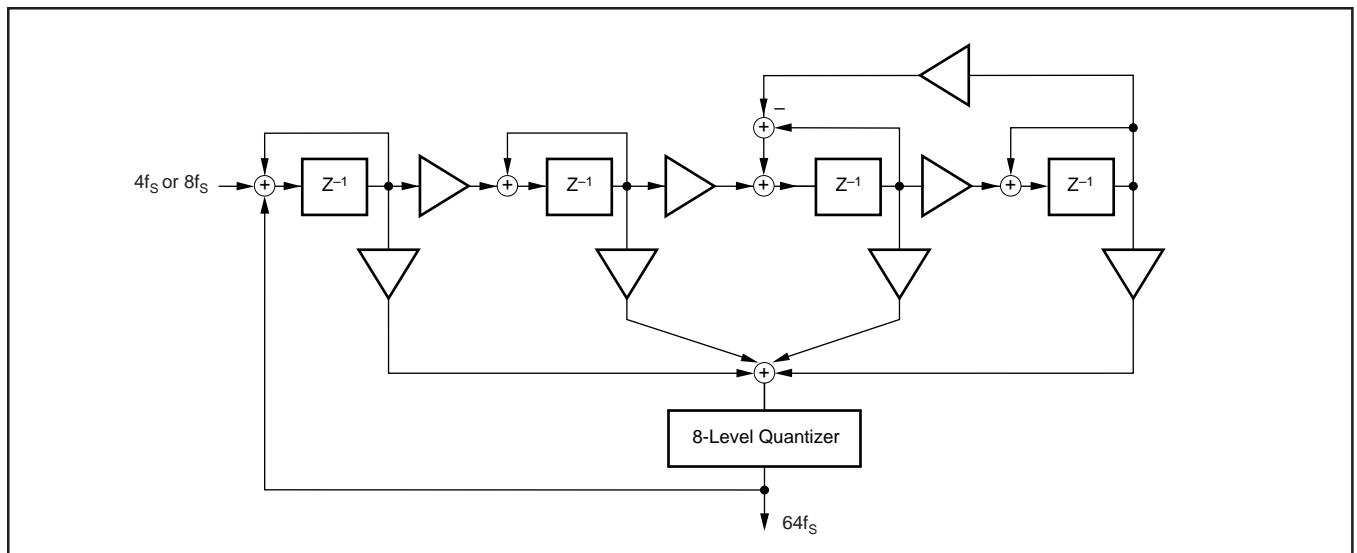 –
+
+
+
+
+
4f_S or 8f_S
Z⁻¹
Z⁻¹
Z⁻¹
Z⁻¹
+
8-Level Quantizer
64f_S